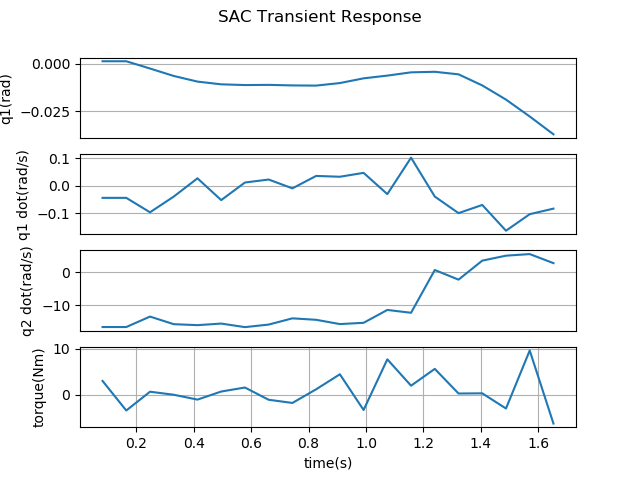 SAC Transient Response
q1(rad)
0.000
−0.025
q1 dot(rad/s)
0.1
0.0
−0.1
q2 dot(rad/s)
0
−10
torque(Nm)
10
0
0.2 0.4 0.6 0.8 1.0 1.2 1.4 1.6
time(s)